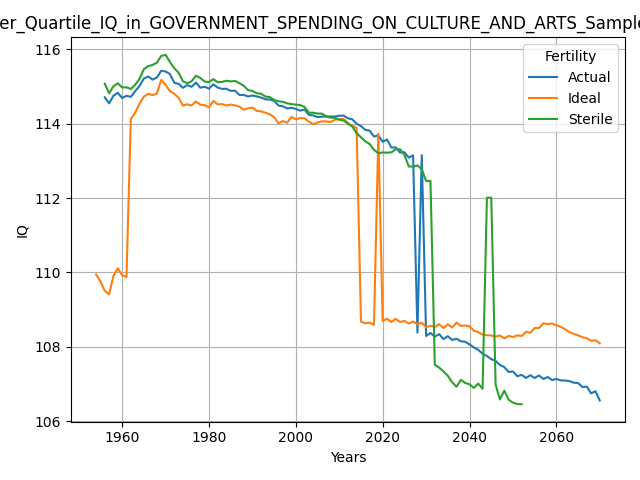 er_Quartile_IQ_in_GOVERNMENT_SPENDING_ON_CULTURE_AND_ARTS_Sample
Fertility
Actual
Ideal
Sterile
116
114
112
110
108
106
IQ
1960
1980
2000
2020
2040
2060
Years